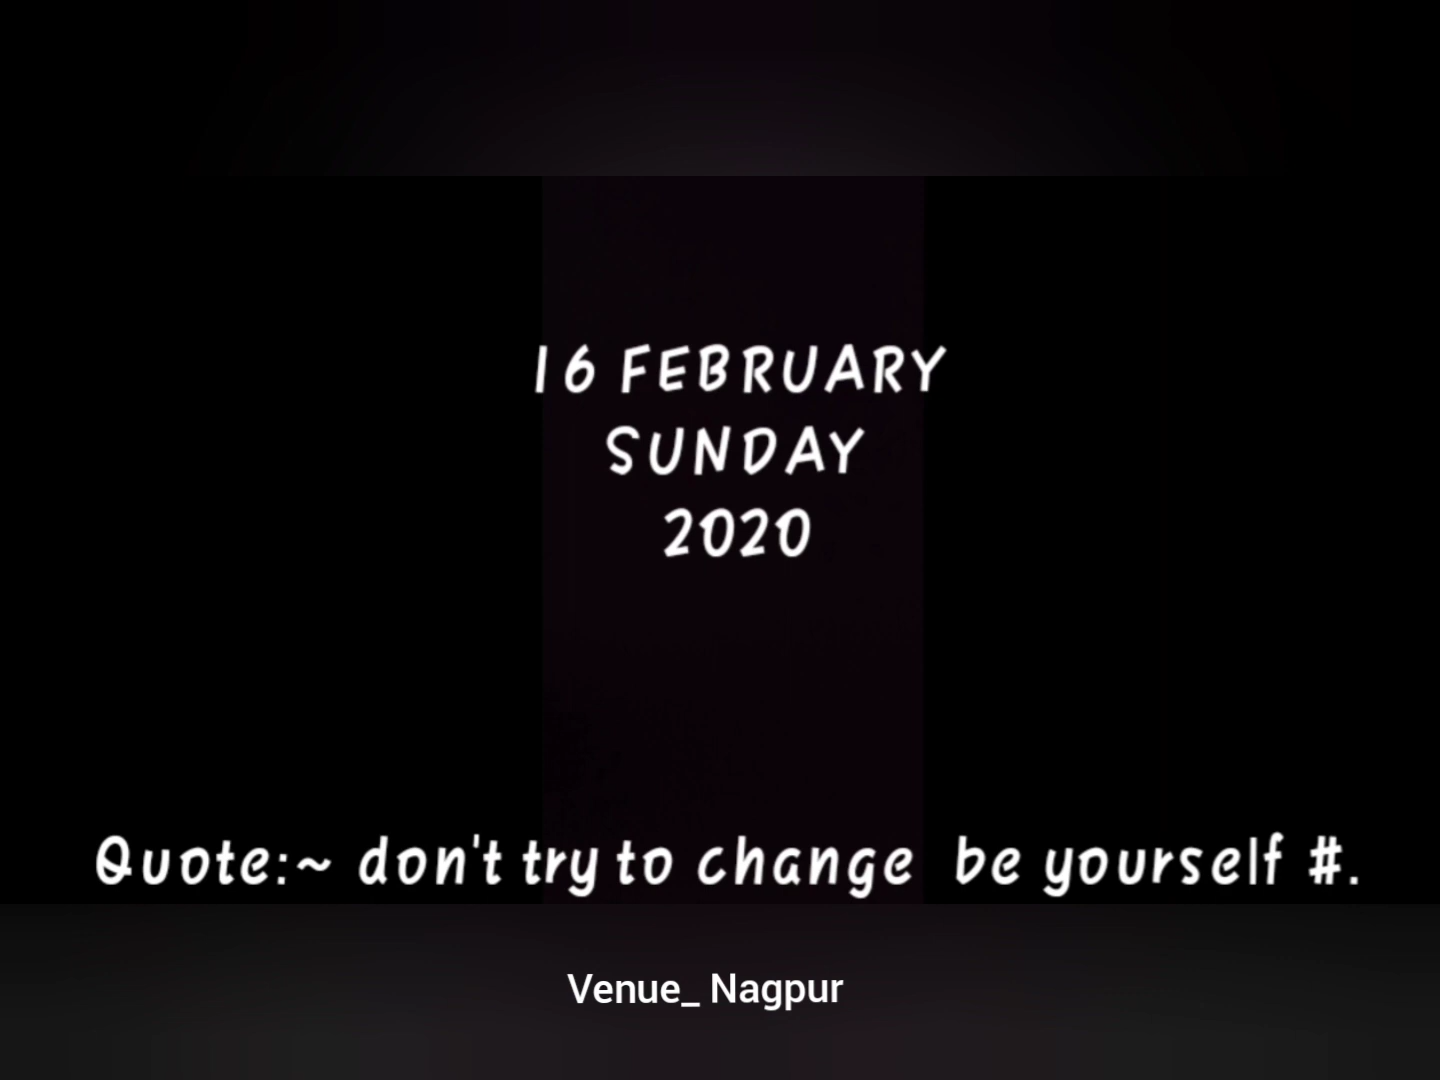 16 FEBRUARY
SUNDAY
2020
Quote:~ don't try to change be yourself #.
Venue_ Nagpur